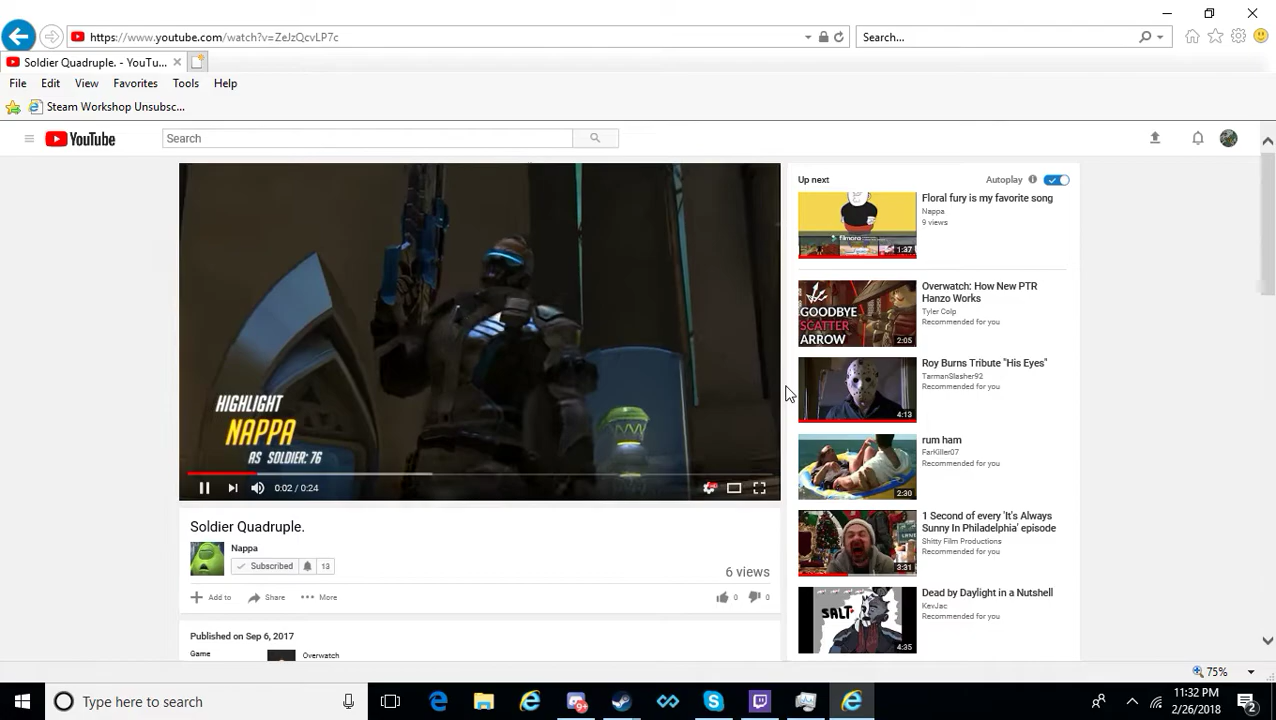 https://www.youtube.com/watch?v=ZeJzQcvLP7c
Search...
Soldier Quadruple. - YouTu...
File Edit View Favorites Tools Help
Steam Workshop Unsubsc...
YouTube
Search
HIGHLIGHT
NAPPA
AS SOLDIER: 76
0:02 / 0:24
Soldier Quadruple.
Nappa
Subscribed 13
6 views
Add to Share More
0 0
Published on Sep 6, 2017
Game
Overwatch
Up next
Autoplay
Floral fury is my favorite song
Nappa
9 views
filmora
1:37
Overwatch: How New PTR
Hanzo Works
Tyler Colp
Recommended for you
GOODBYE
SCATTER
ARROW
2:05
Roy Burns Tribute "His Eyes"
TarmanSlasher92
Recommended for you
4:13
rum ham
FarKiller07
Recommended for you
2:30
1 Second of every 'It's Always
Sunny In Philadelphia' episode
Shitty Film Productions
Recommended for you
3:31
Dead by Daylight in a Nutshell
KevJac
Recommended for you
SALT
4:35
75%
Type here to search
11:32 PM
2/26/2018
2